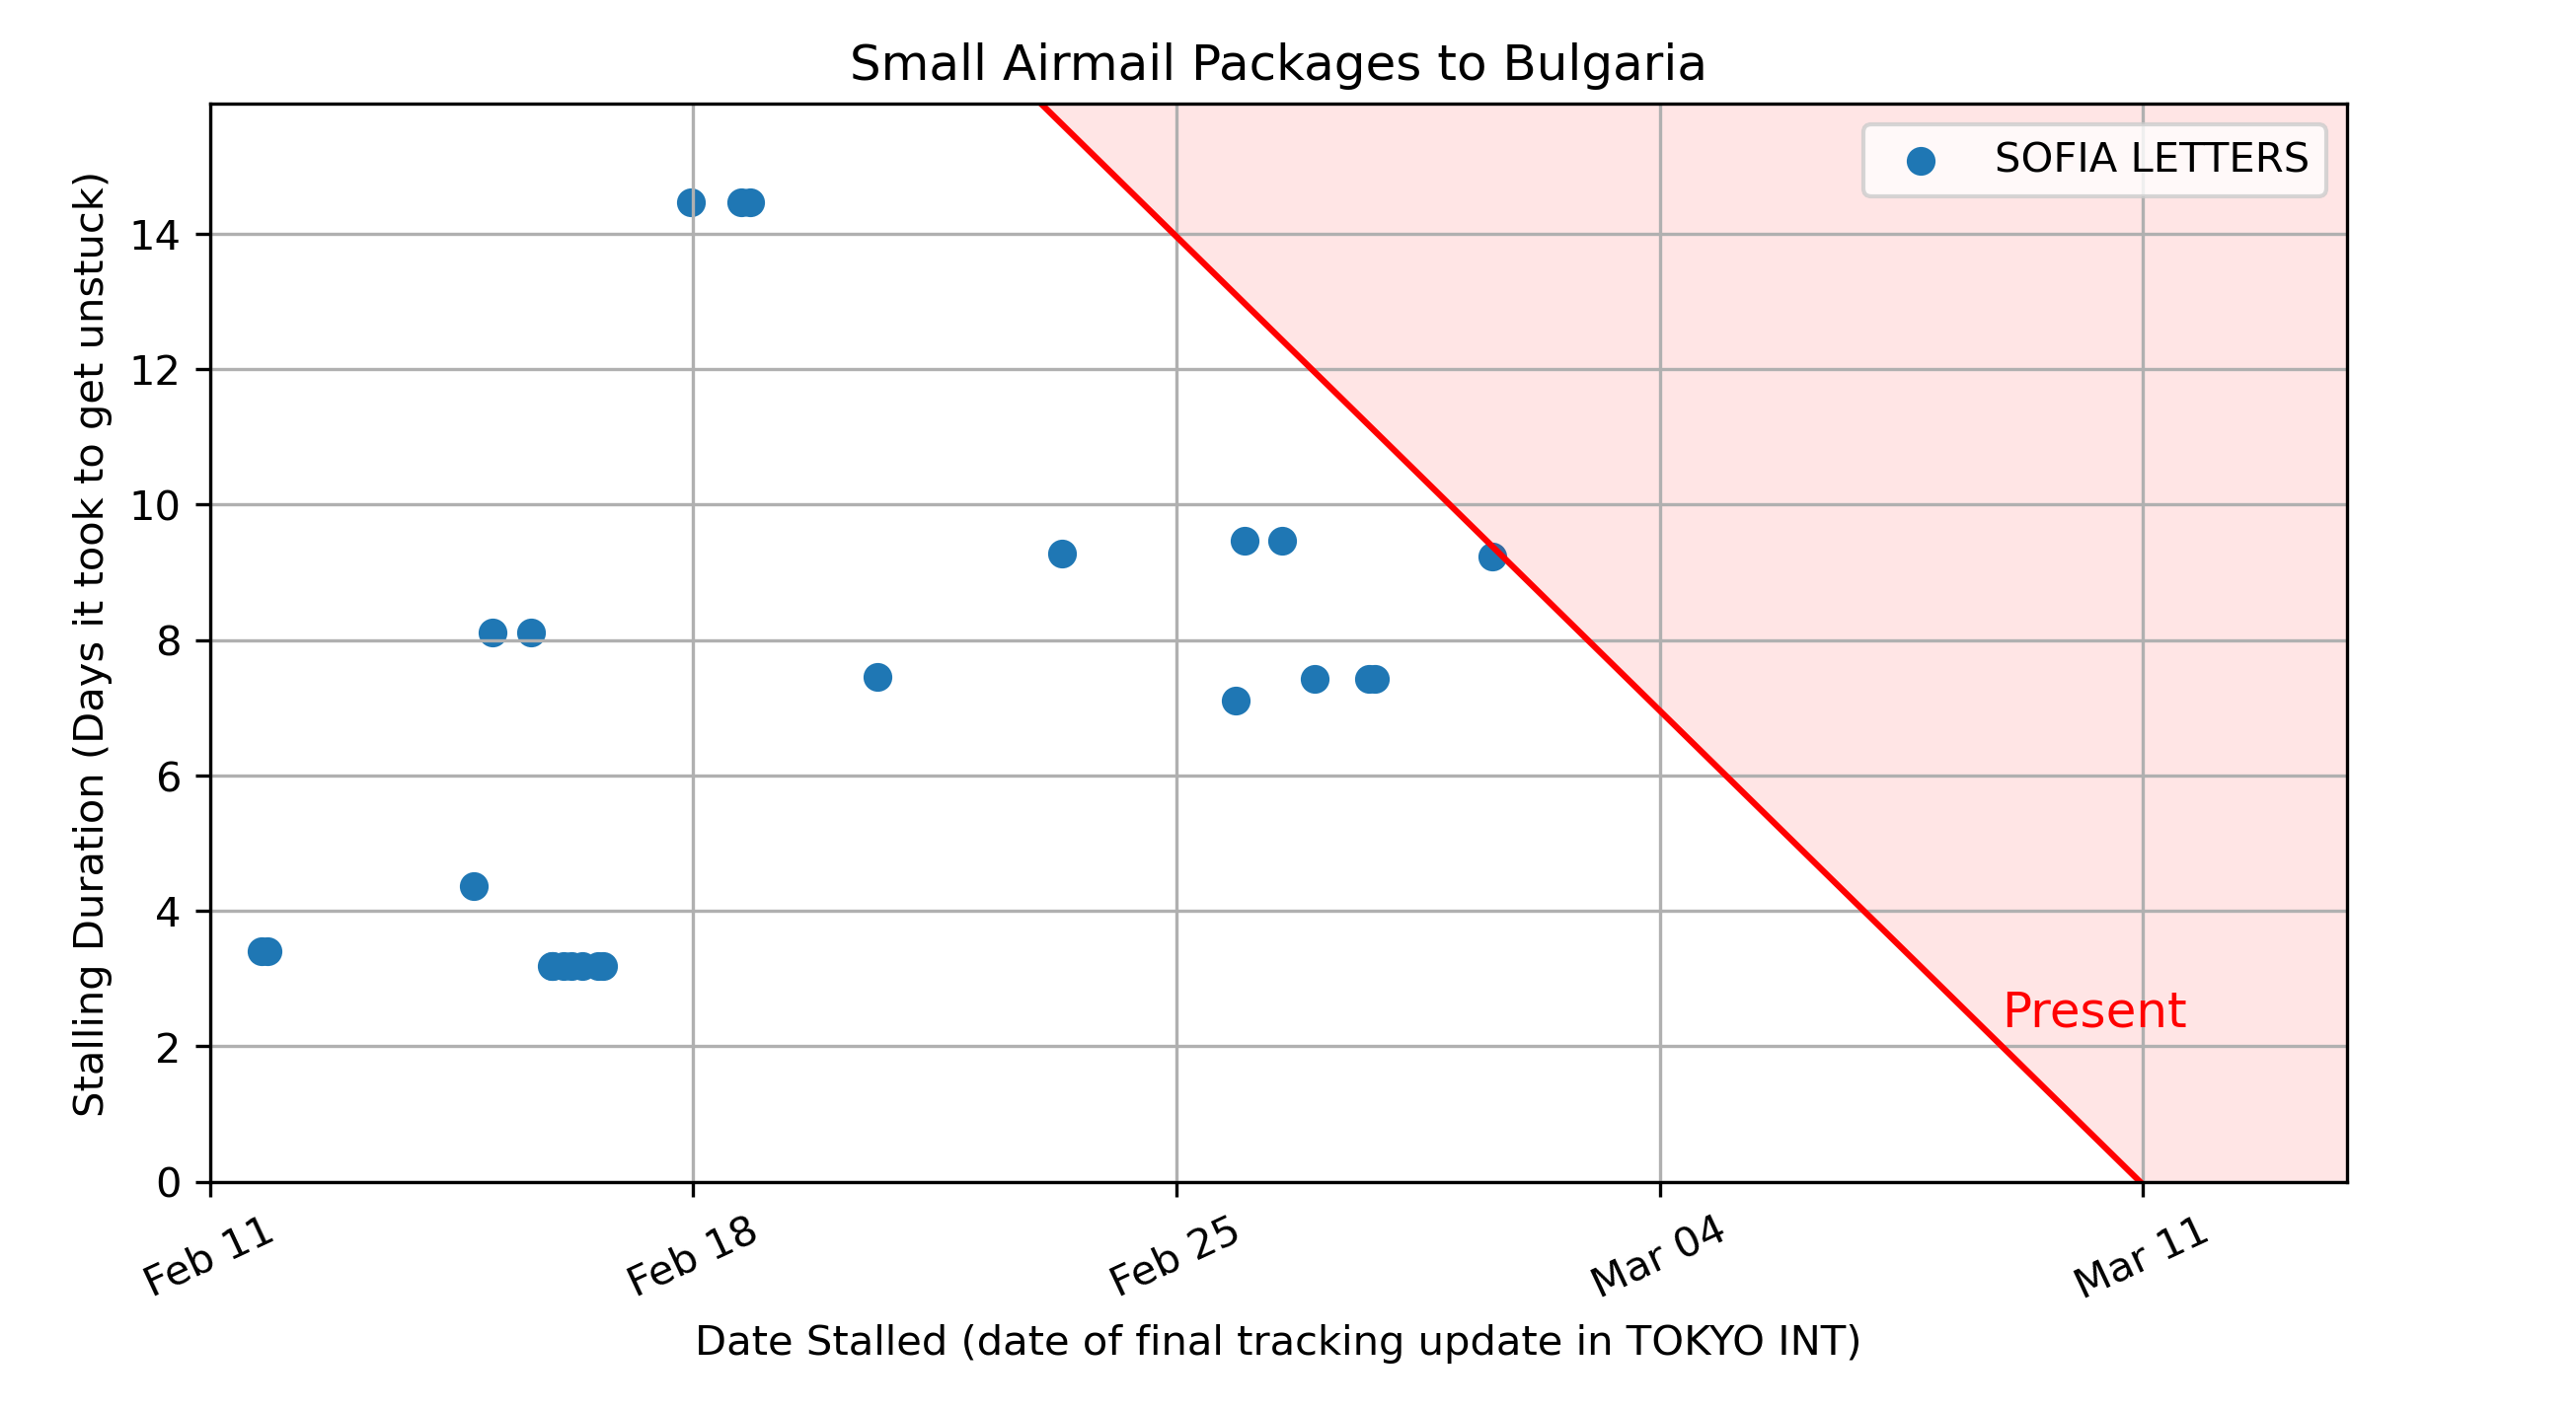 Small Airmail Packages to Bulgaria
SOFIA LETTERS
Stalling Duration (Days it took to get unstuck)
14
12
10
8
6
4
2
0
Present
Feb 11
Feb 18
Feb 25
Mar 04
Mar 11
Date Stalled (date of final tracking update in TOKYO INT)